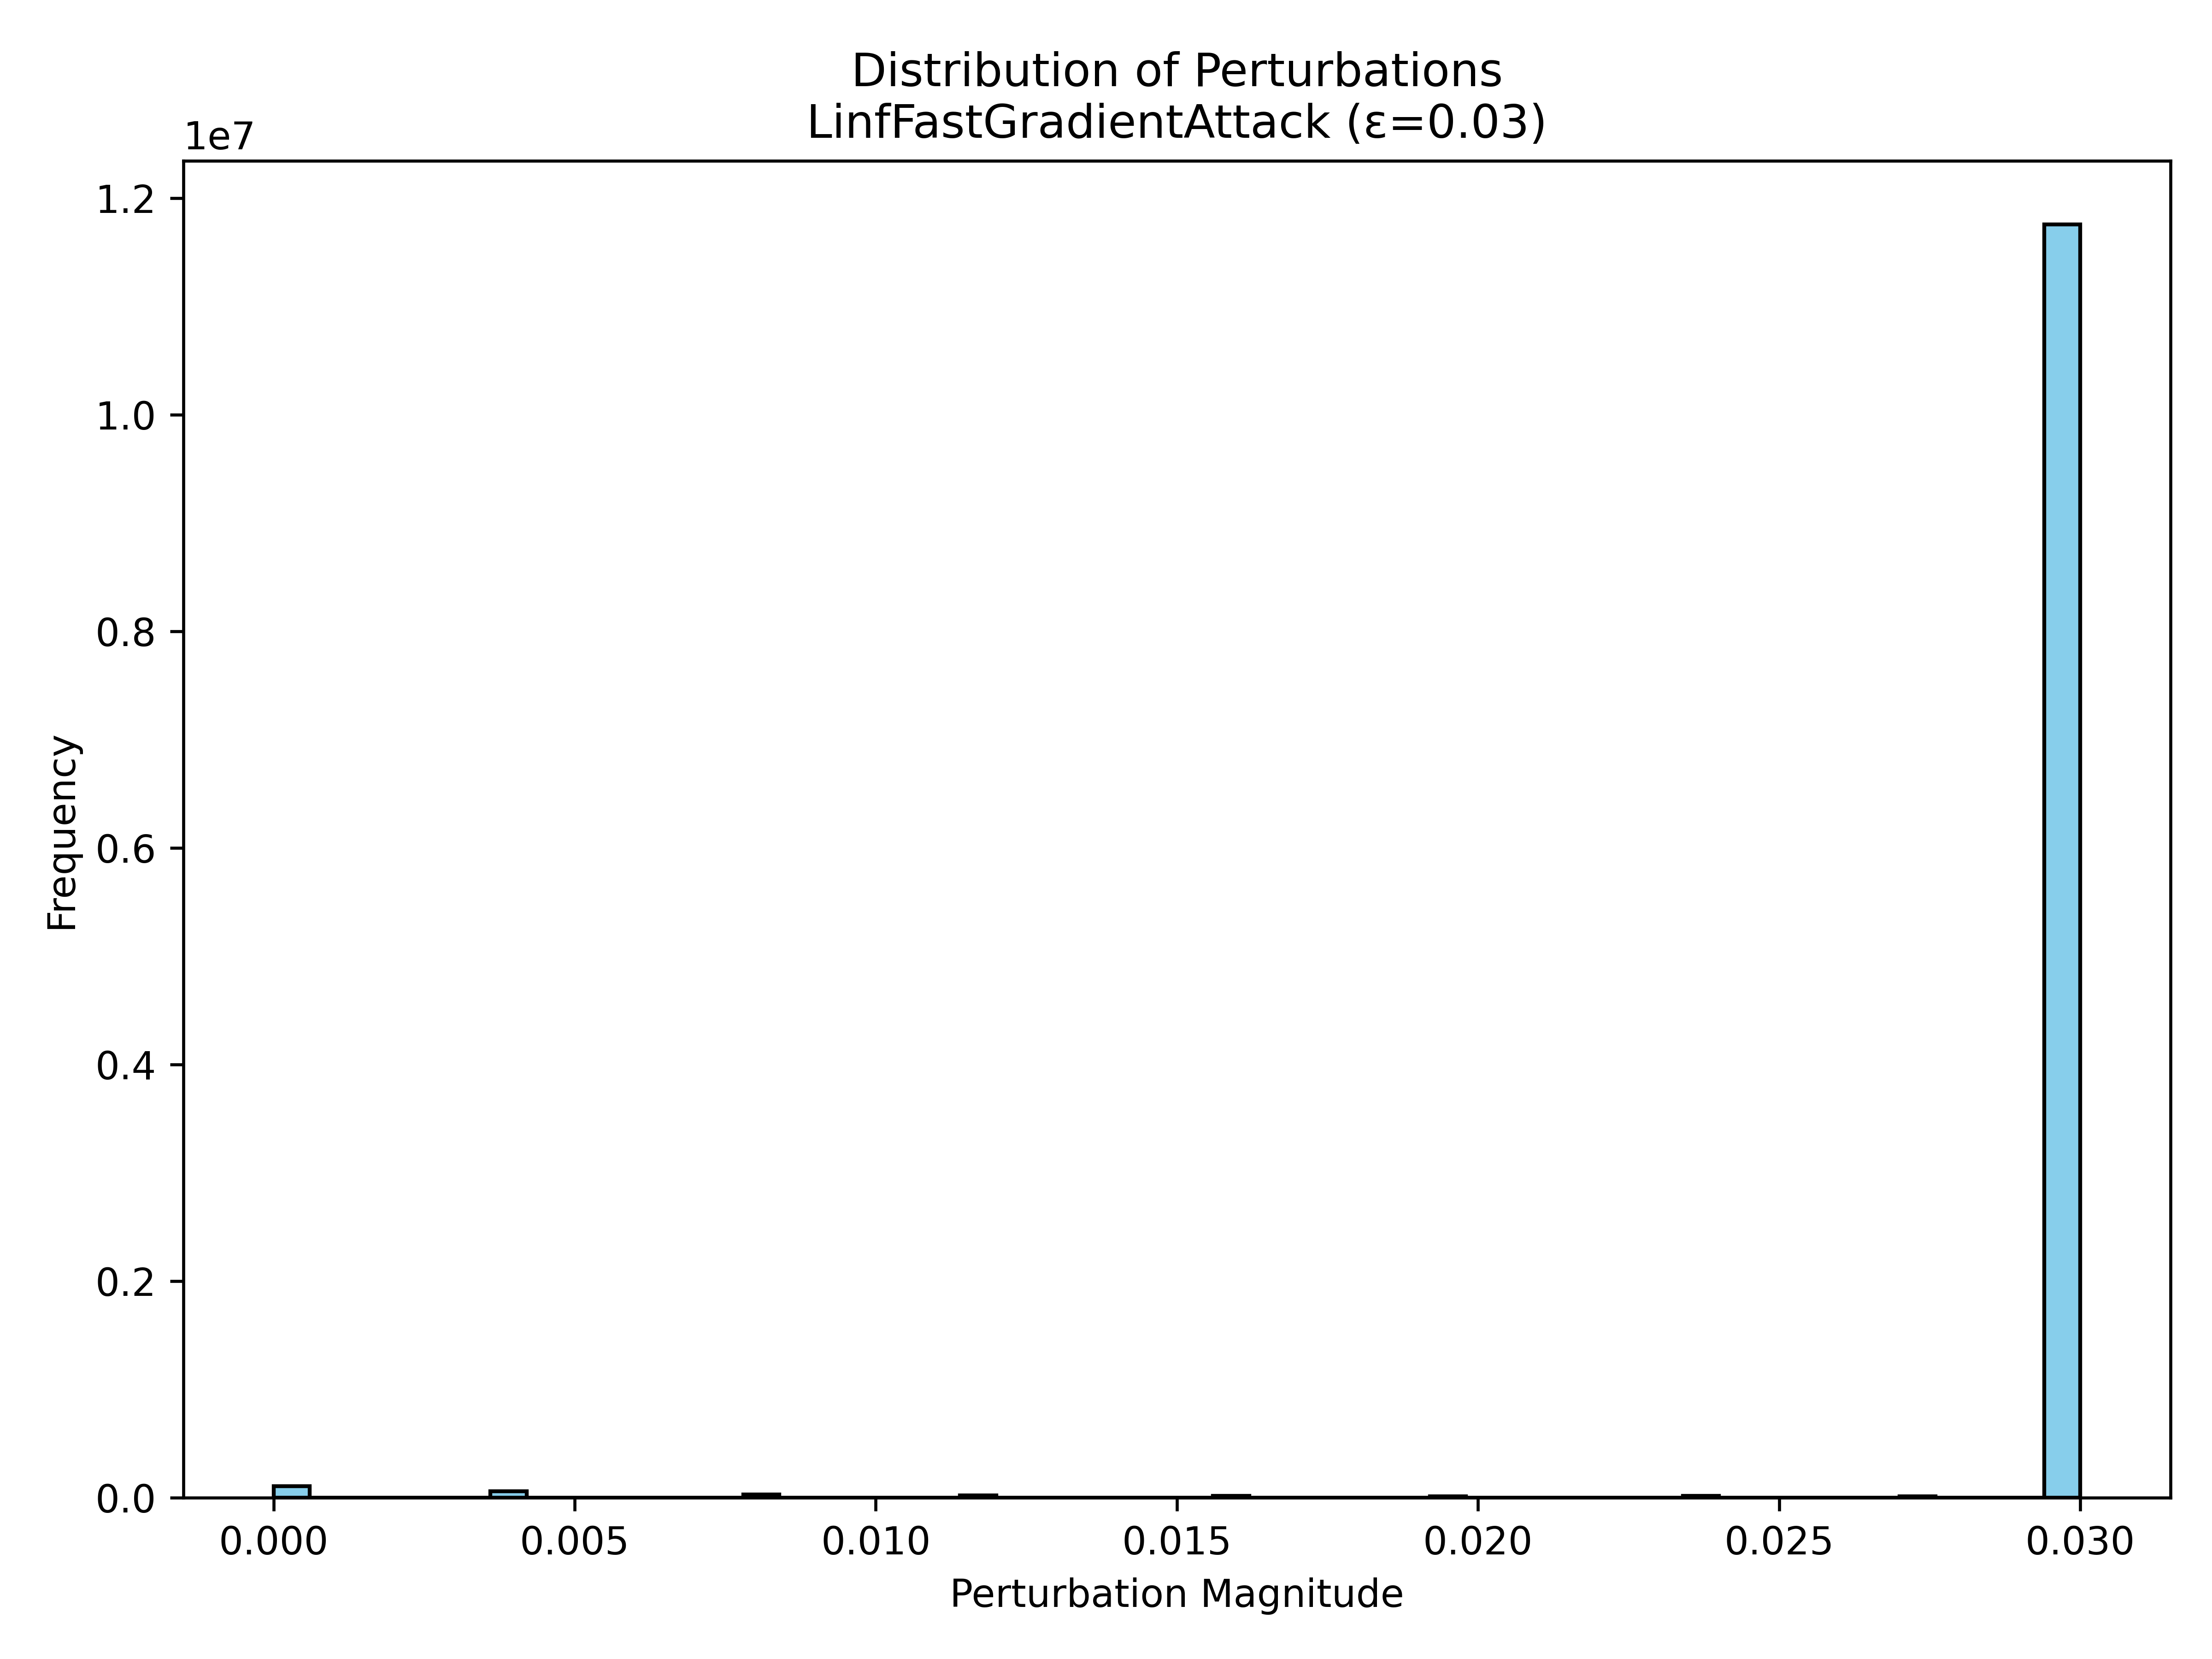 Distribution of Perturbations
LinfFastGradientAttack (ε=0.03)
1e7
1.2
1.0
0.8
0.6
0.4
0.2
0.0
Frequency
0.000 0.005 0.010 0.015 0.020 0.025 0.030
Perturbation Magnitude